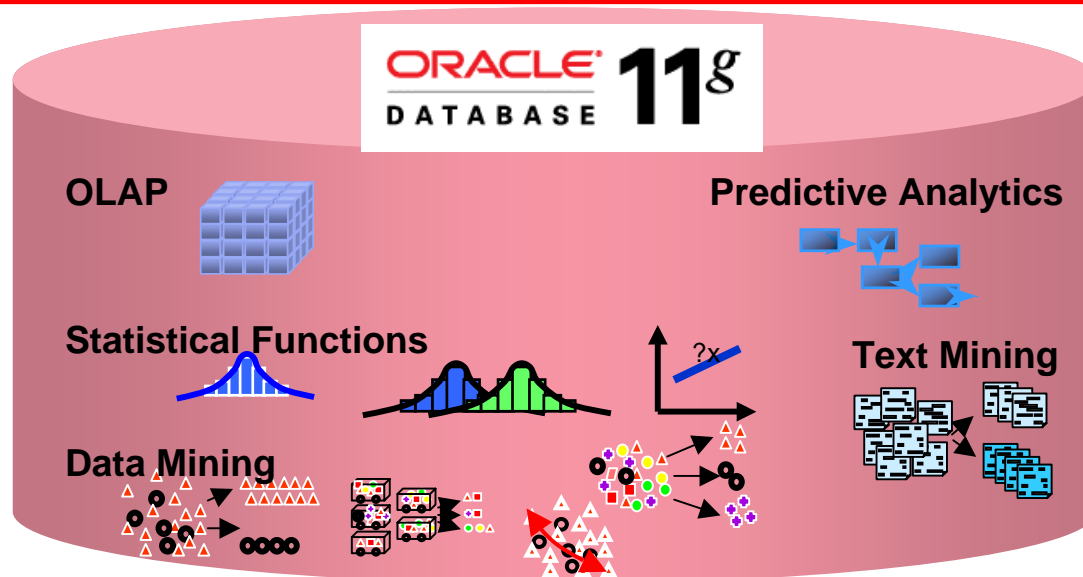 ORACLE 11g
DATABASE
OLAP
Predictive Analytics
Statistical Functions
?x
Text Mining
Data Mining